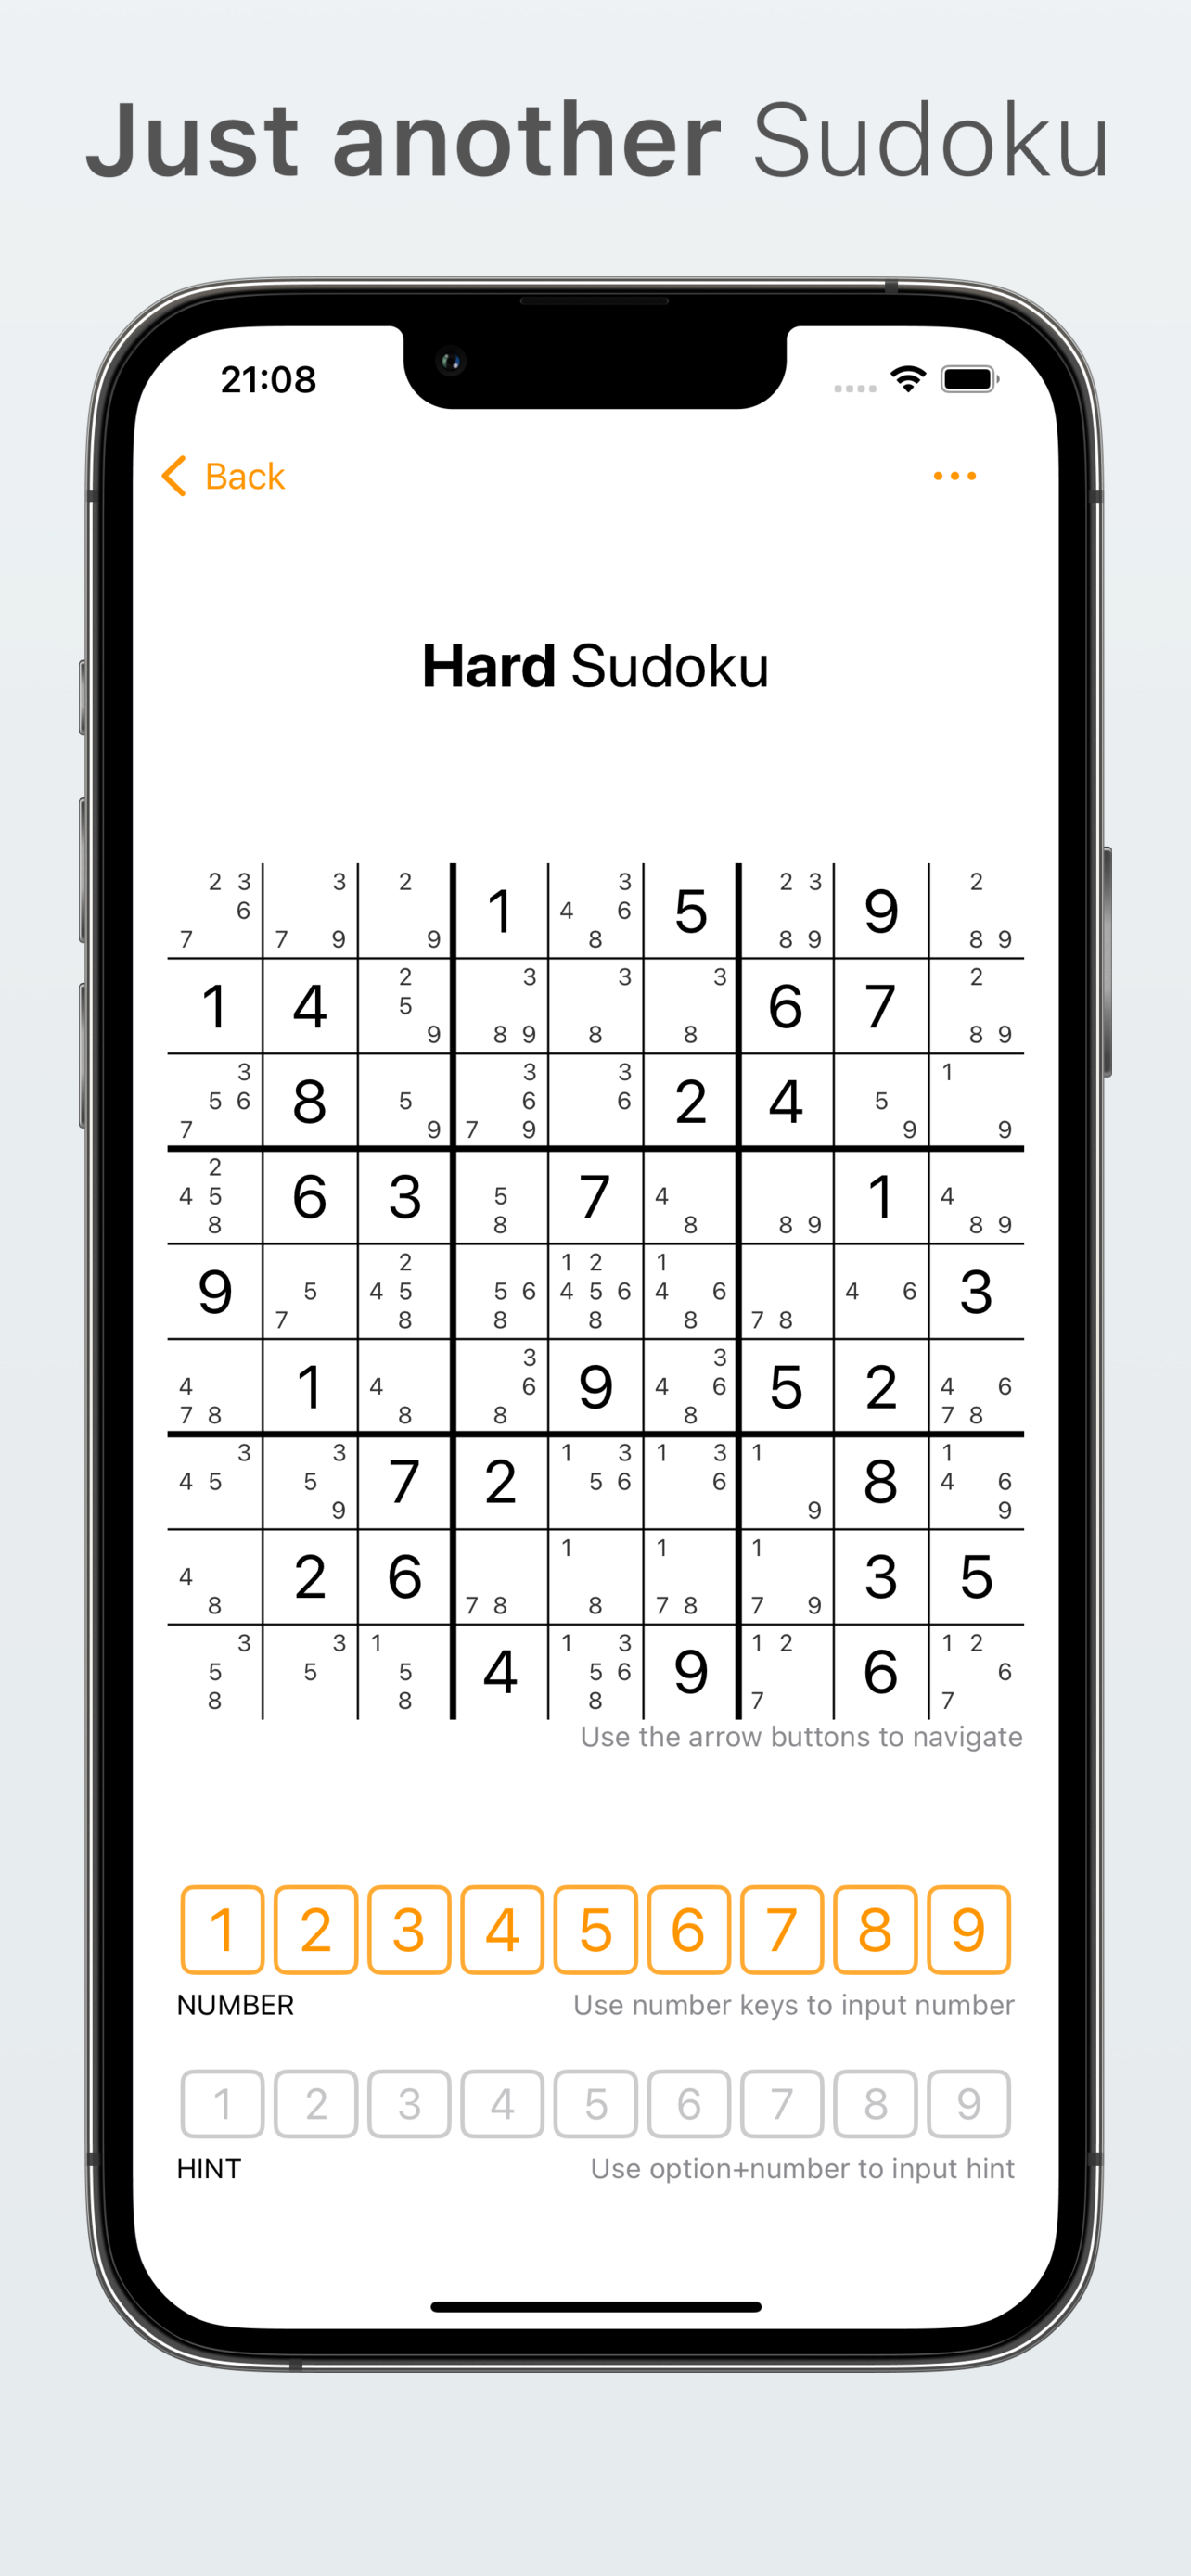 Just another Sudoku
21:08
Back
Hard Sudoku
2 3 3 2 3 2 3 2
6 1 4 6 5 9
7 7 9 9 8 8 9 8 9
2 3 3 3 2
1 4 5 6 7
9 8 9 8 8 8 9
3 3 3 1
5 6 8 5 6 6 2 4 5
7 9 7 9 9 9
2
4 5 6 3 5 7 4 1 4
8 8 8 8 9 8 9
2 1 2 1
9 5 4 5 5 6 4 5 6 4 6 4 6 3
7 8 8 8 8 7 8
3 3
4 1 4 6 9 4 6 5 2 4 6
7 8 8 8 8 7 8
3 3 1 3 1 3 1 1
4 5 5 7 2 5 6 6 8 4 6
9 9 9
1 1 1
4 2 6 3 5
8 7 8 8 7 8 7 9
3 3 1 1 3 1 2 1 2
5 5 5 4 5 6 9 6 6
8 8 8 7 7
Use the arrow buttons to navigate
1 2 3 4 5 6 7 8 9
NUMBER Use number keys to input number
1 2 3 4 5 6 7 8 9
HINT Use option+number to input hint